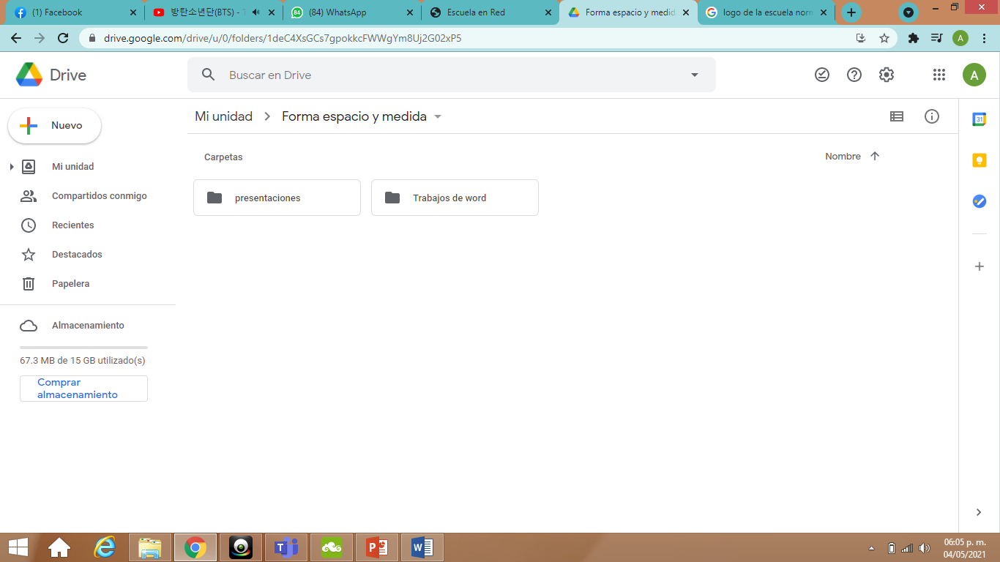 (1) Facebook
방탄소년단(BTS) - T
(84) WhatsApp
Escuela en Red
Forma espacio y medid
logo de la escuela norm
drive.google.com/drive/u/0/folders/1deC4XsGCs7gpokkcFWWgYm8Uj2G02xP5
A
Drive
Buscar en Drive
A
Nuevo
Mi unidad
Forma espacio y medida
31
Mi unidad
Carpetas
Nombre
Compartidos conmigo
presentaciones
Trabajos de word
Recientes
Destacados
Papelera
Almacenamiento
67.3 MB de 15 GB utilizado(s)
Comprar
almacenamiento
06:05 p. m.
04/05/2021